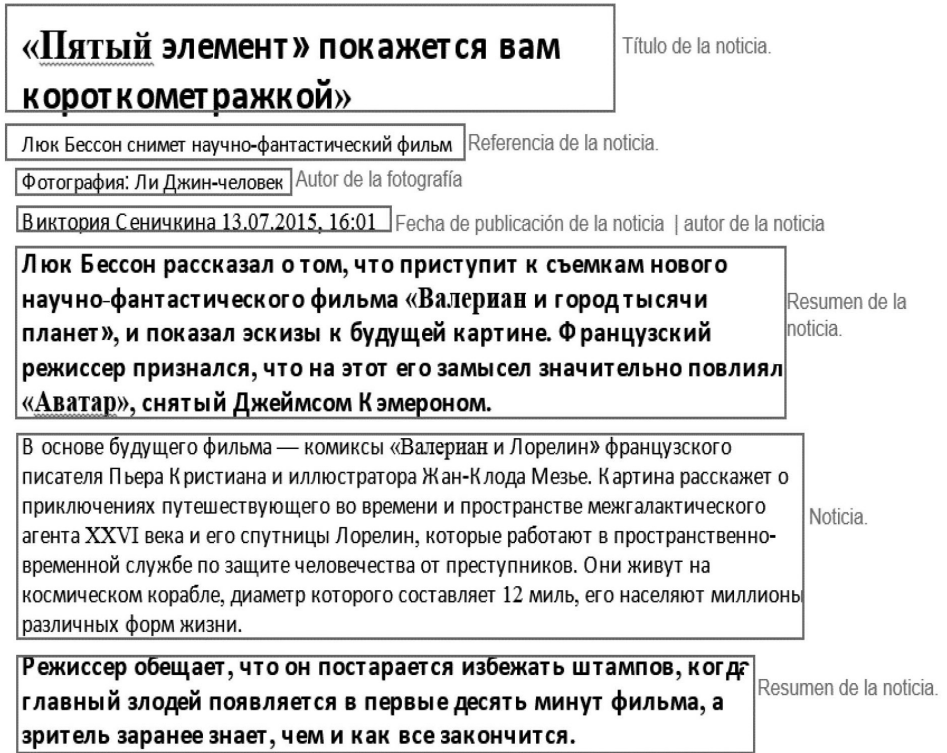 «Пятый элемент» покажется вам
короткометражкой»
Título de la noticia.
Люк Бессон снимет научно-фантастический фильм
Referencia de la noticia.
Фотография: Ли Джин-человек
Autor de la fotografía
Виктория Сеничкина 13.07.2015, 16:01
Fecha de publicación de la noticia | autor de la noticia
Люк Бессон рассказал о том, что приступит к съемкам нового
научно-фантастического фильма «Валериан и город тысячи
планет», и показал эскизы к будущей картине. Французский
режиссер признался, что на этот его замысел значительно повлиял
«Аватар», снятый Джеймсом Кэмероном.
Resumen de la
noticia.
В основе будущего фильма — комиксы «Валериан и Лорелин» французского
писателя Пьера Кристиана и иллюстратора Жан-Клода Мезье. Картина расскажет о
приключениях путешествующего во времени и пространстве межгалактического
агента XXVI века и его спутницы Лорелин, которые работают в пространственно-
временной службе по защите человечества от преступников. Они живут на
космическом корабле, диаметр которого составляет 12 миль, его населяют миллионы
различных форм жизни.
Noticia.
Режиссер обещает, что он постарается избежать штампов, когда
главный злодей появляется в первые десять минут фильма, а
зритель заранее знает, чем и как все закончится.
Resumen de la noticia.